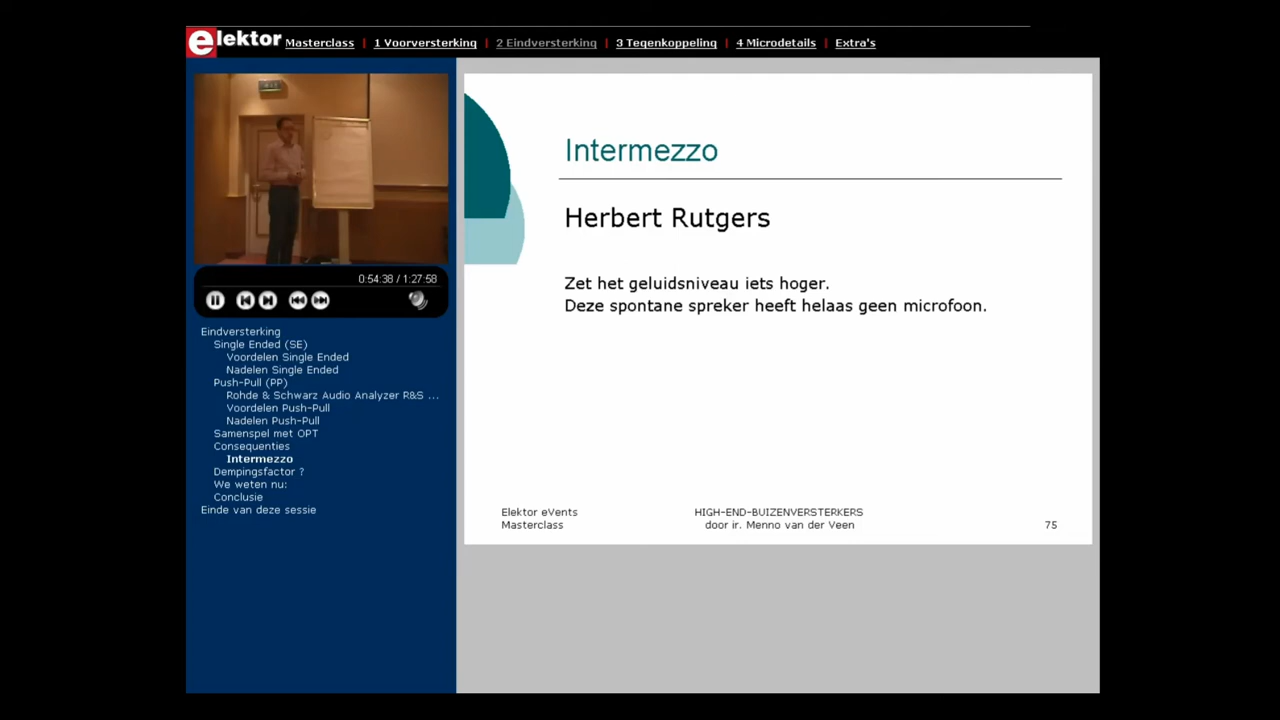 elektor Masterclass | 1 Voorversterking | 2 Eindversterking | 3 Tegenkoppeling | 4 Microdetails | Extra's
0:54:38 / 1:27:58
Eindversterking
Single Ended (SE)
Voordelen Single Ended
Nadelen Single Ended
Push-Pull (PP)
Rohde & Schwarz Audio Analyzer R&S ...
Voordelen Push-Pull
Nadelen Push-Pull
Samenspel met OPT
Consequenties
Intermezzo
Dempingsfactor ?
We weten nu:
Conclusie
Einde van deze sessie
Intermezzo
Herbert Rutgers
Zet het geluidsniveau iets hoger.
Deze spontane spreker heeft helaas geen microfoon.
Elektor eVents
Masterclass
HIGH-END-BUIZENVERSTERKERS
door ir. Menno van der Veen
75